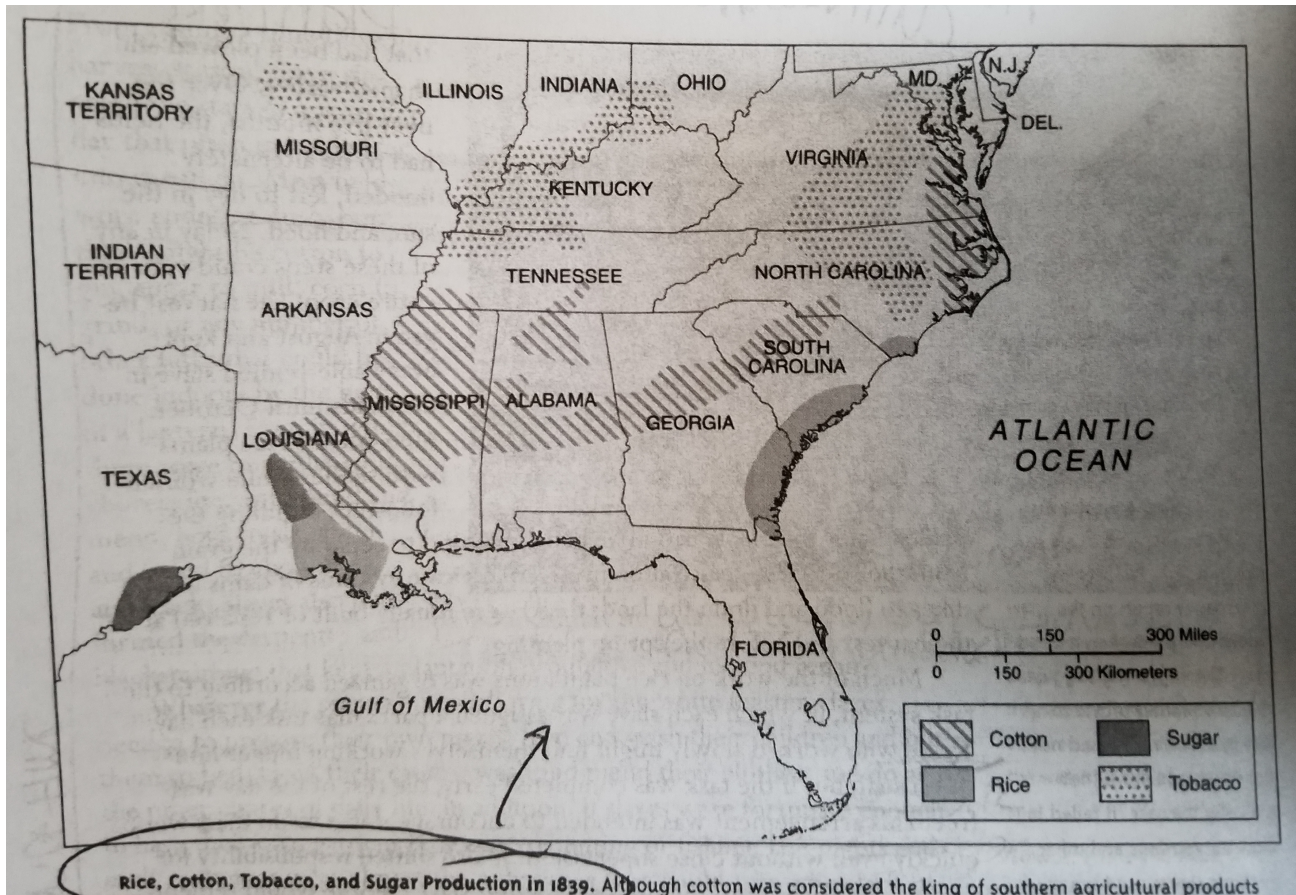 KANSAS
TERRITORY
ILLINOIS
INDIANA
OHIO
MD.
N.J.
DEL.
MISSOURI
VIRGINIA
KENTUCKY
INDIAN
TERRITORY
TENNESSEE
NORTH CAROLINA
ARKANSAS
SOUTH
CAROLINA
MISSISSIPPI
ALABAMA
GEORGIA
LOUISIANA
TEXAS
ATLANTIC
OCEAN
FLORIDA
0 150 300 Miles
0 150 300 Kilometers
Gulf of Mexico
Cotton
Sugar
Rice
Tobacco
Rice, Cotton, Tobacco, and Sugar Production in 1839. Although cotton was considered the king of southern agricultural products